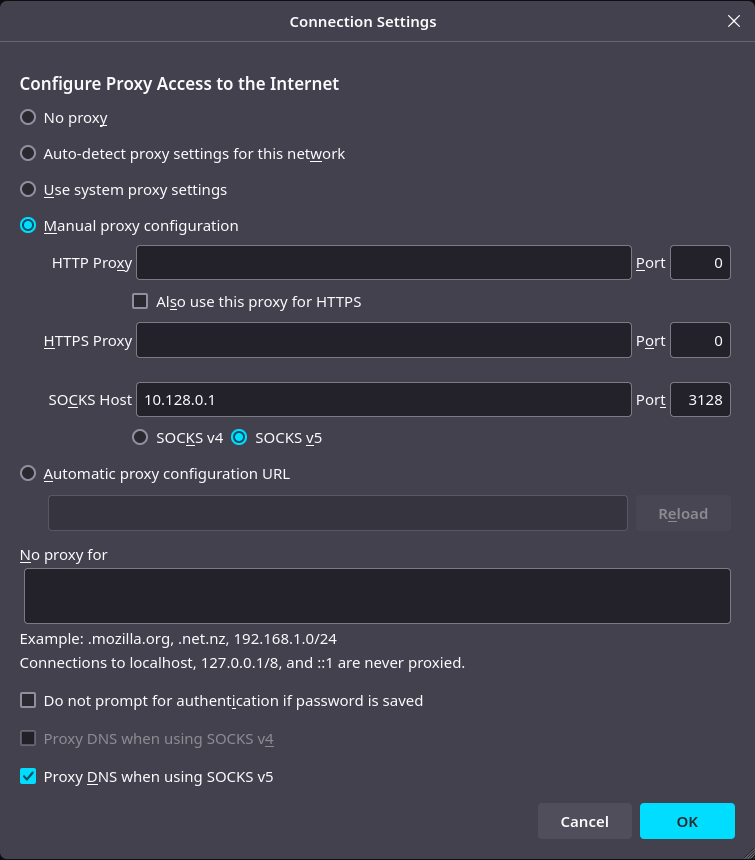 Connection Settings
Configure Proxy Access to the Internet
No proxy
Auto-detect proxy settings for this network
Use system proxy settings
Manual proxy configuration
HTTP Proxy Port 0
Also use this proxy for HTTPS
HTTPS Proxy Port 0
SOCKS Host 10.128.0.1 Port 3128
SOCKS v4 SOCKS v5
Automatic proxy configuration URL
Reload
No proxy for
Example: .mozilla.org, .net.nz, 192.168.1.0/24
Connections to localhost, 127.0.0.1/8, and ::1 are never proxied.
Do not prompt for authentication if password is saved
Proxy DNS when using SOCKS v4
Proxy DNS when using SOCKS v5
Cancel OK